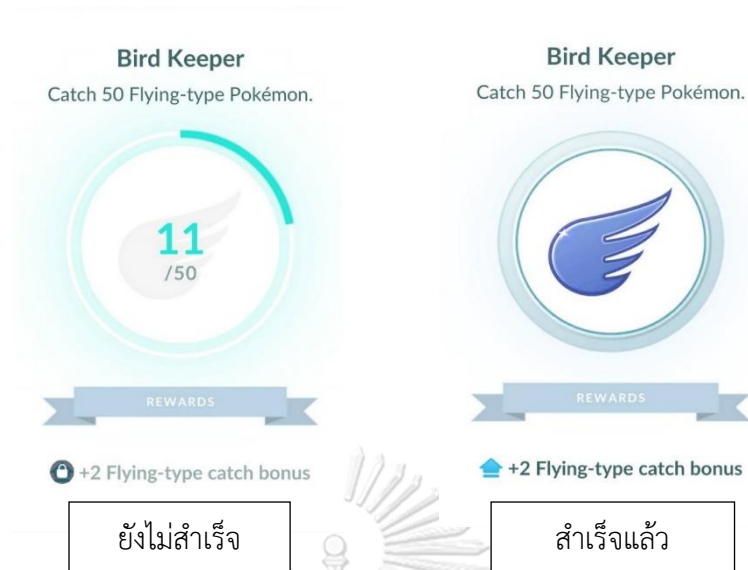 Bird Keeper
Catch 50 Flying-type Pokémon.
11
/50
REWARDS
+2 Flying-type catch bonus
ยังไม่สำเร็จ
Bird Keeper
Catch 50 Flying-type Pokémon.
REWARDS
+2 Flying-type catch bonus
สำเร็จแล้ว